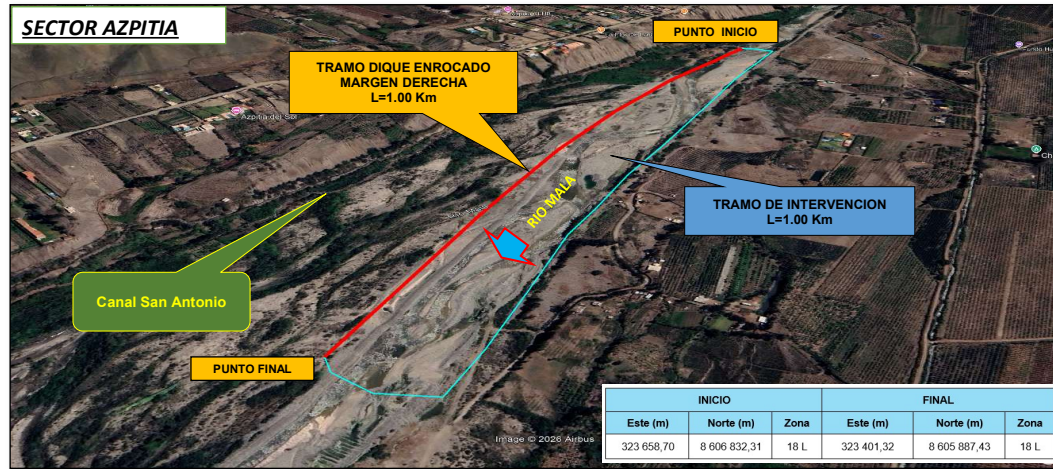 SECTOR AZPITIA
PUNTO INICIO
TRAMO DIQUE ENROCADO
MARGEN DERECHA
L=1.00 Km
Azpitia del Sol
RIO MALA
TRAMO DE INTERVENCION
L=1.00 Km
Canal San Antonio
PUNTO FINAL
Image © 2026 Airbus
INICIO FINAL
Este (m) Norte (m) Zona Este (m) Norte (m) Zona
323 658,70 8 606 832,31 18 L 323 401,32 8 605 887,43 18 L